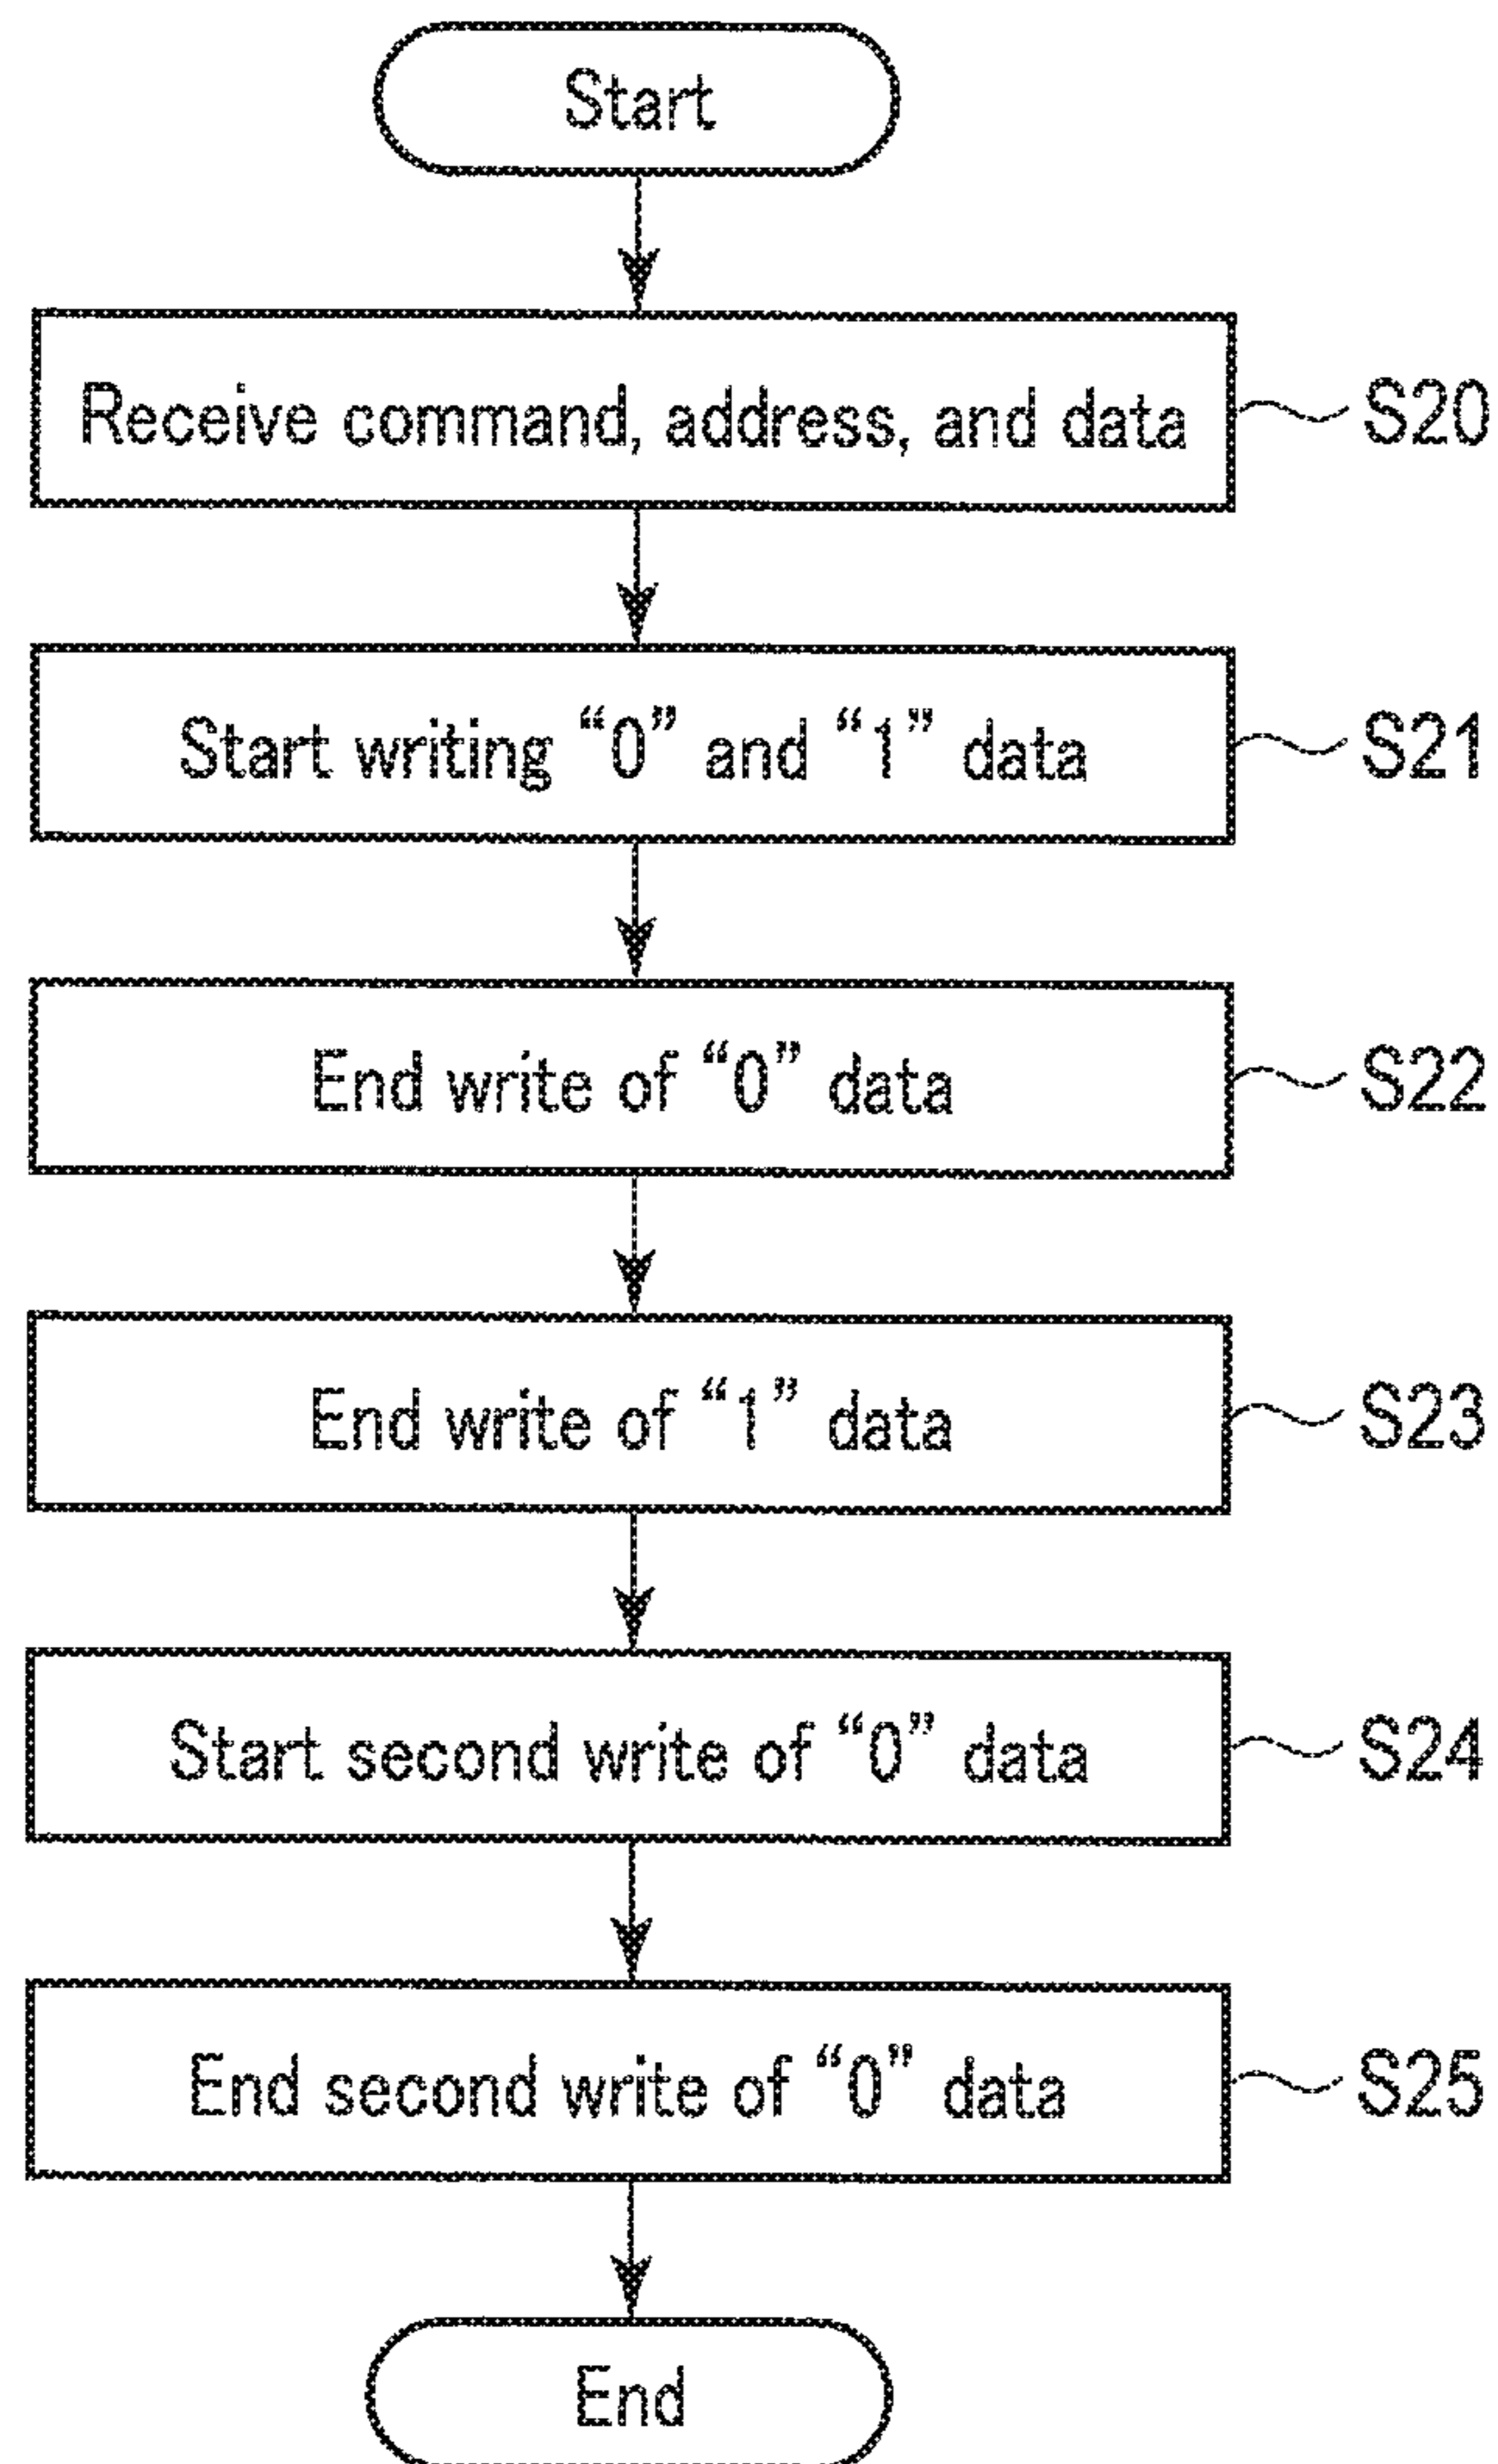 Start
Receive command, address, and data S20
Start writing “0” and “1” data S21
End write of “0” data S22
End write of “1” data S23
Start second write of “0” data S24
End second write of “0” data S25
End